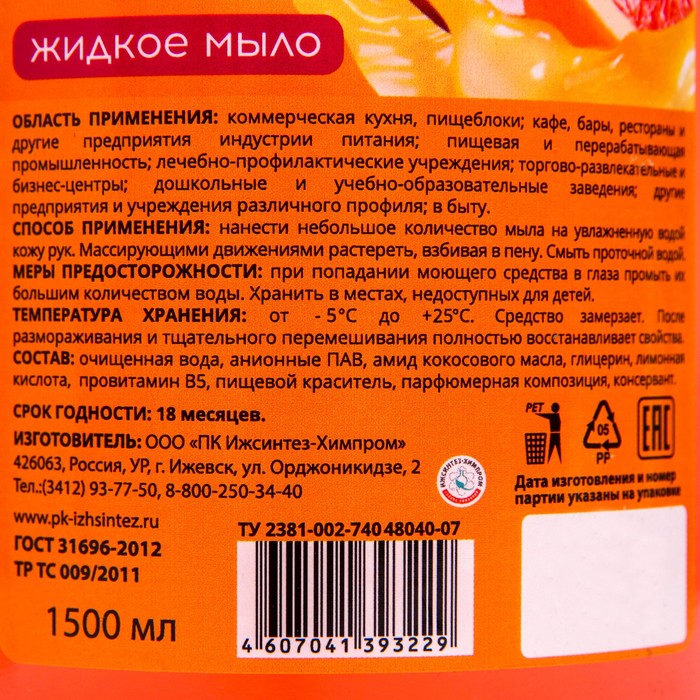 ЖИДКОЕ МЫЛО
ОБЛАСТЬ ПРИМЕНЕНИЯ: коммерческая кухня, пищеблоки; кафе, бары, рестораны и
другие предприятия индустрии питания; пищевая и перерабатывающая
промышленность; лечебно-профилактические учреждения; торгово-развлекательные и
бизнес-центры; дошкольные и учебно-образовательные заведения; другие
предприятия и учреждения различного профиля; в быту.
СПОСОБ ПРИМЕНЕНИЯ: нанести небольшое количество мыла на увлажненную водой
кожу рук. Массирующими движениями растереть, взбивая в пену. Смыть проточной водой.
МЕРЫ ПРЕДОСТОРОЖНОСТИ: при попадании моющего средства в глаза промыть их
большим количеством воды. Хранить в местах, недоступных для детей.
ТЕМПЕРАТУРА ХРАНЕНИЯ: от - 5°С до +25°С. Средство замерзает. После
размораживания и тщательного перемешивания полностью восстанавливает свойства.
СОСТАВ: очищенная вода, анионные ПАВ, амид кокосового масла, глицерин, лимонная
кислота, провитамин В5, пищевой краситель, парфюмерная композиция, консервант.
СРОК ГОДНОСТИ: 18 месяцев.
ИЗГОТОВИТЕЛЬ: ООО «ПК Ижсинтез-Химпром»
426063, Россия, УР, г. Ижевск, ул. Орджоникидзе, 2
Тел.:(3412) 93-77-50, 8-800-250-34-40
ИЖСИНТЕЗ-ХИМПРОМ
PET
05
PP
EAC
Дата изготовления и номер
партии указаны на упаковке
www.pk-izhsintez.ru
ГОСТ 31696-2012
ТР ТС 009/2011
1500 мл
ТУ 2381-002-740 48040-07
4 607041 393229